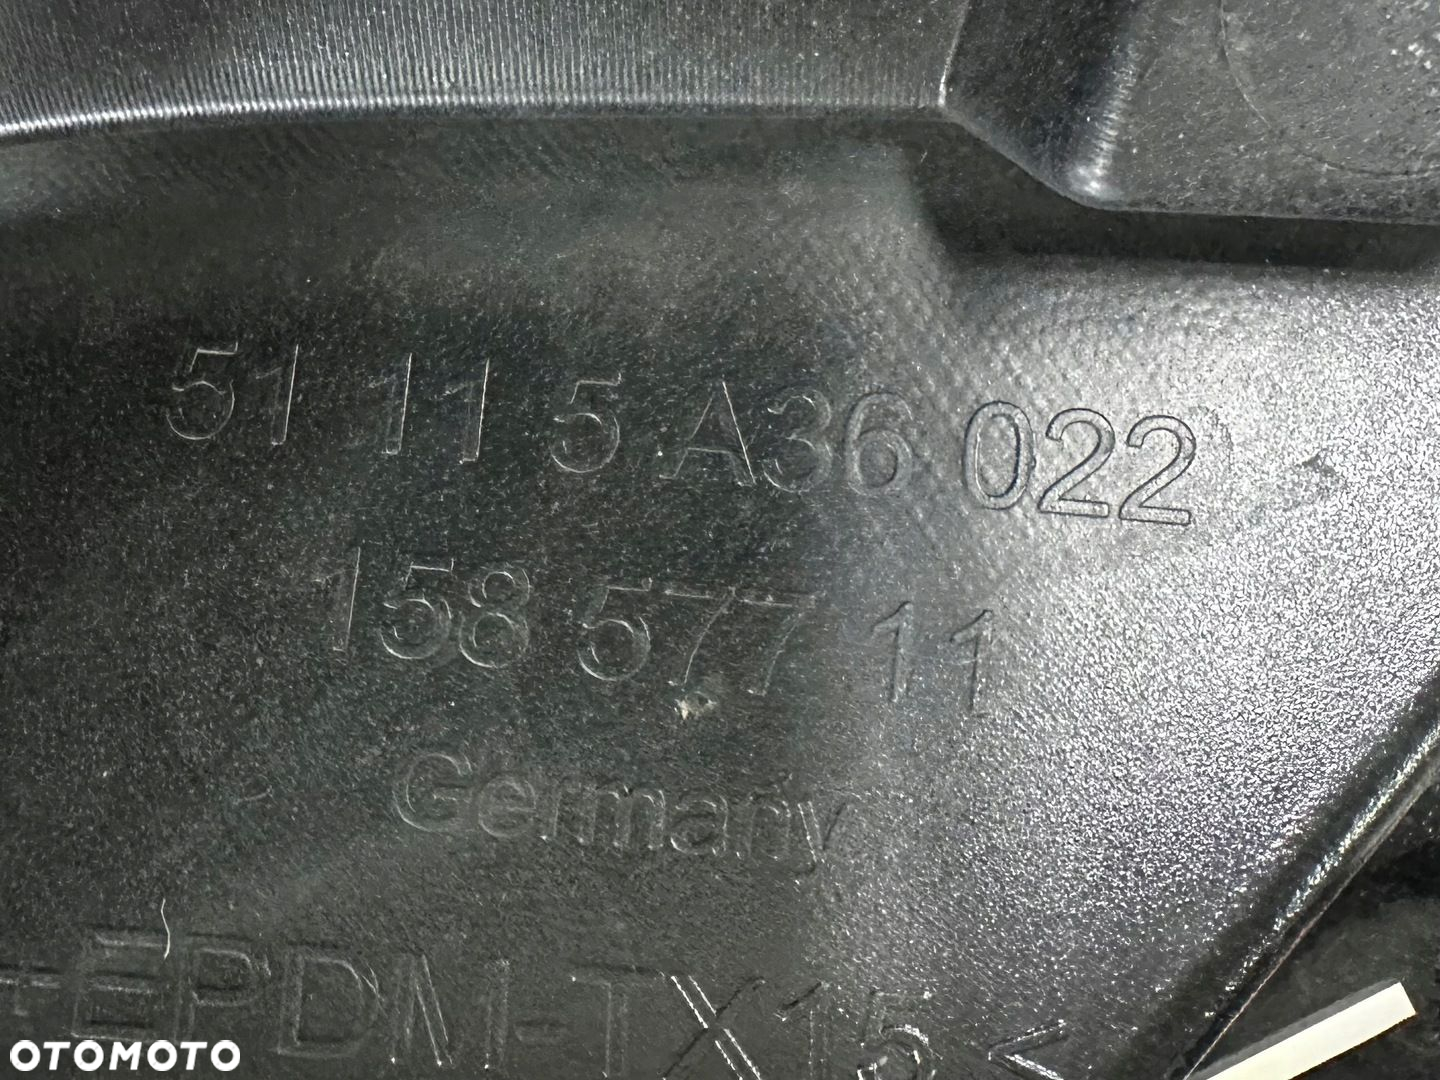 51 11 5 A36 022
158 577 11
Germany
+EPDM-TX15<
OTOMOTO